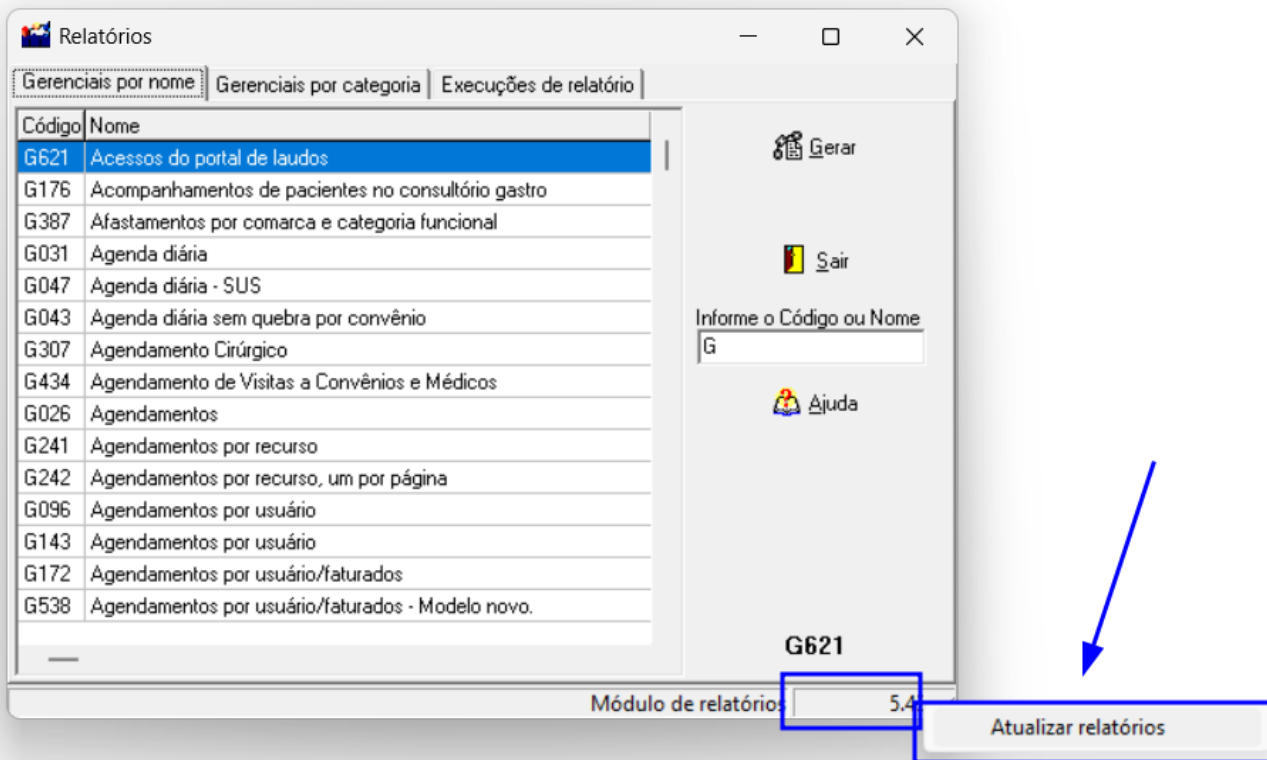 Relatórios
Gerenciais por nome Gerenciais por categoria Execuções de relatório
Código Nome
G621 Acessos do portal de laudos
G176 Acompanhamentos de pacientes no consultório gastro
G387 Afastamentos por comarca e categoria funcional
G031 Agenda diária
G047 Agenda diária - SUS
G043 Agenda diária sem quebra por convênio
G307 Agendamento Cirúrgico
G434 Agendamento de Visitas a Convênios e Médicos
G026 Agendamentos
G241 Agendamentos por recurso
G242 Agendamentos por recurso, um por página
G096 Agendamentos por usuário
G143 Agendamentos por usuário
G172 Agendamentos por usuário/faturados
G538 Agendamentos por usuário/faturados - Modelo novo.
Gerar
Sair
Informe o Código ou Nome
G
Ajuda
G621
Módulo de relatórios
Atualizar relatórios